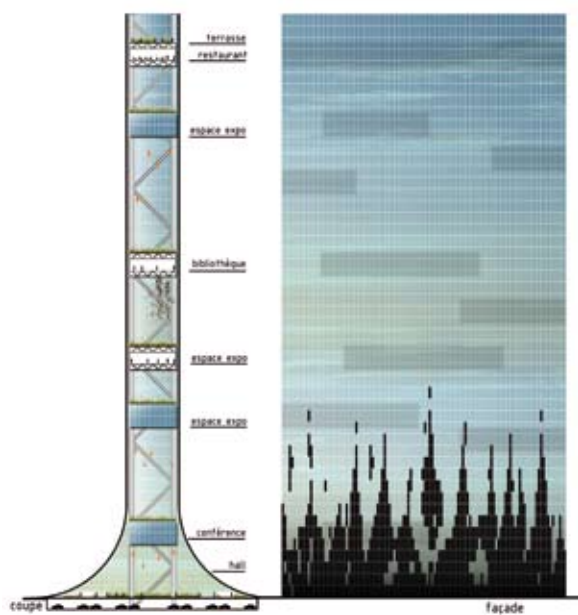 terrasse
restaurant
espace expo
bibliothèque
espace expo
espace expo
conférence
hall
coupe
façade